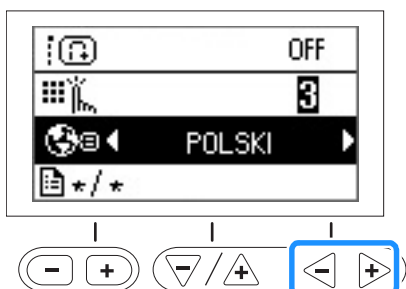 OFF
3
POLSKI
*/*
- +
/ +